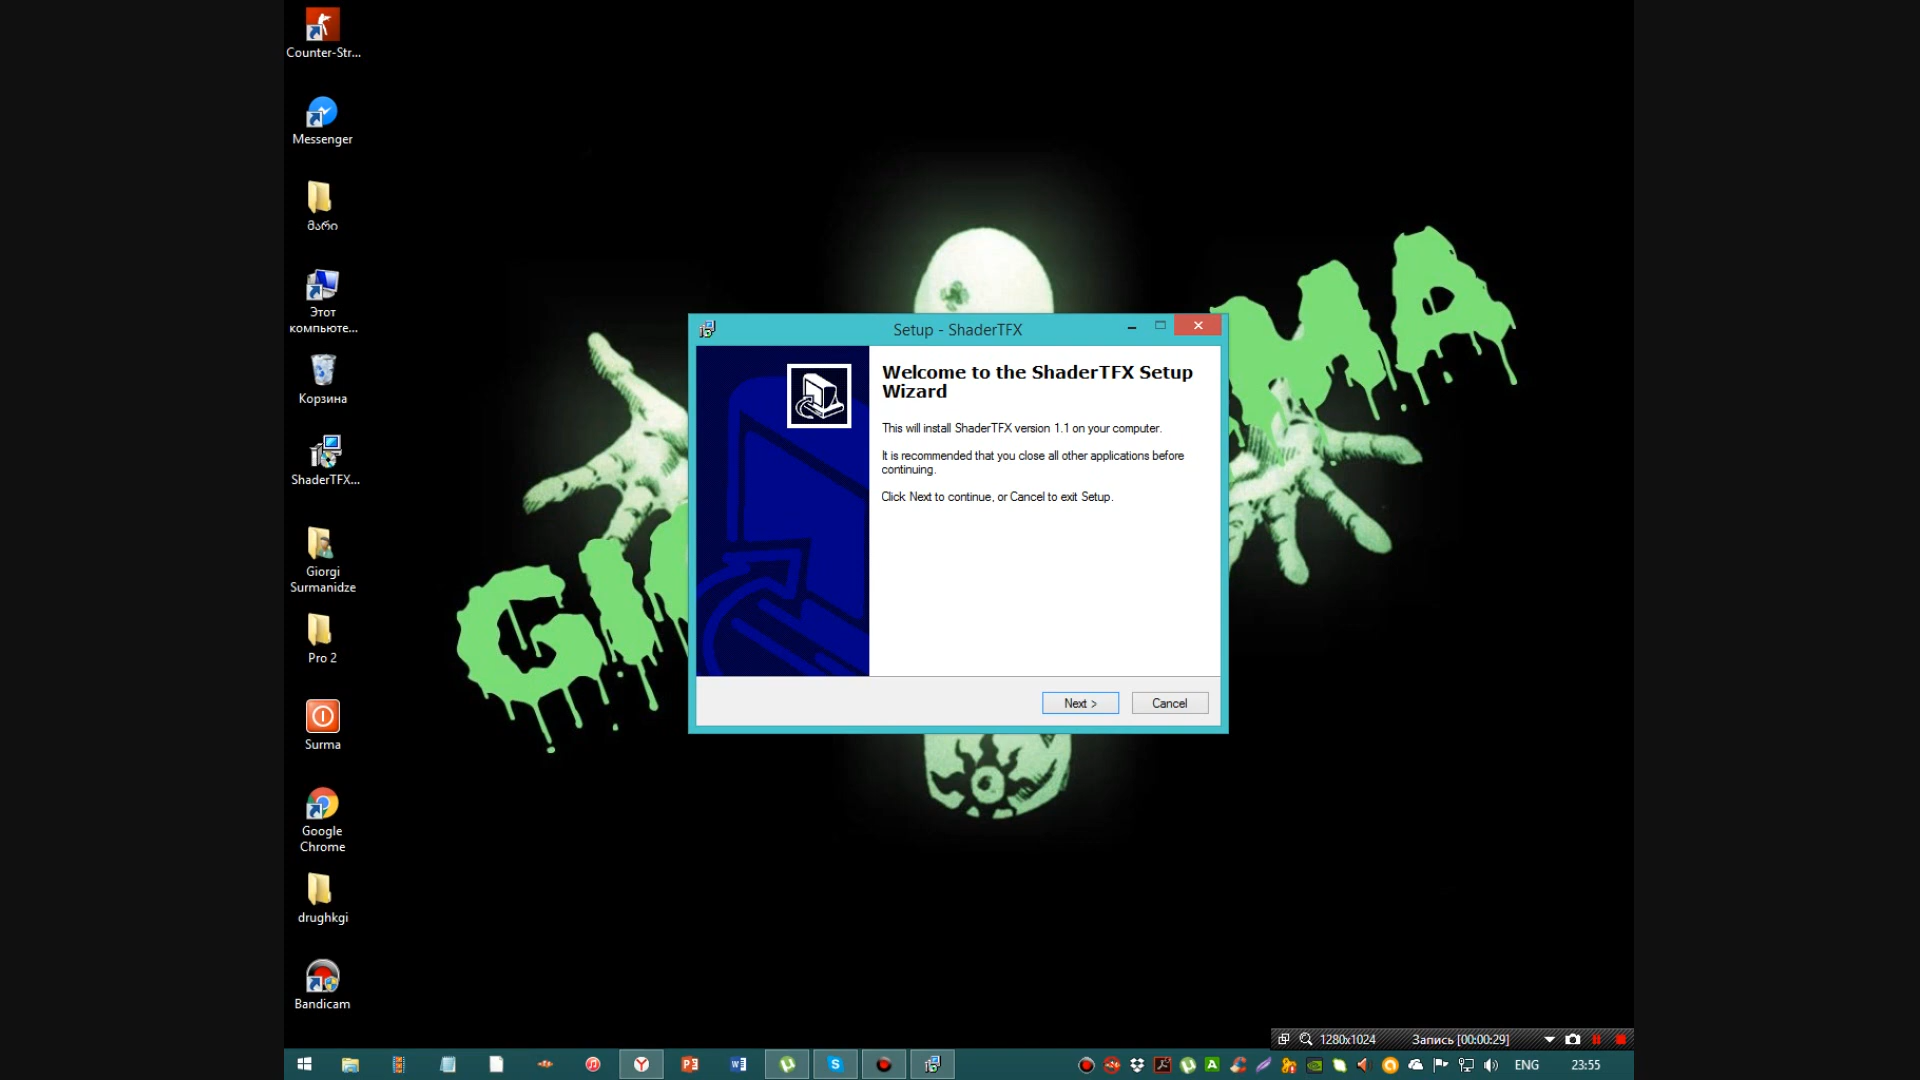 Counter-Str...
Messenger
მარი
Этот
компьюте...
Корзина
ShaderTFX...
Giorgi
Surmanidze
Pro 2
Surma
Google
Chrome
drughkgi
Bandicam
Setup - ShaderTFX
Welcome to the ShaderTFX Setup
Wizard
This will install ShaderTFX version 1.1 on your computer.
It is recommended that you close all other applications before
continuing.
Click Next to continue, or Cancel to exit Setup.
Next >
Cancel
1280x1024
Запись [00:00:29]
ENG
23:55